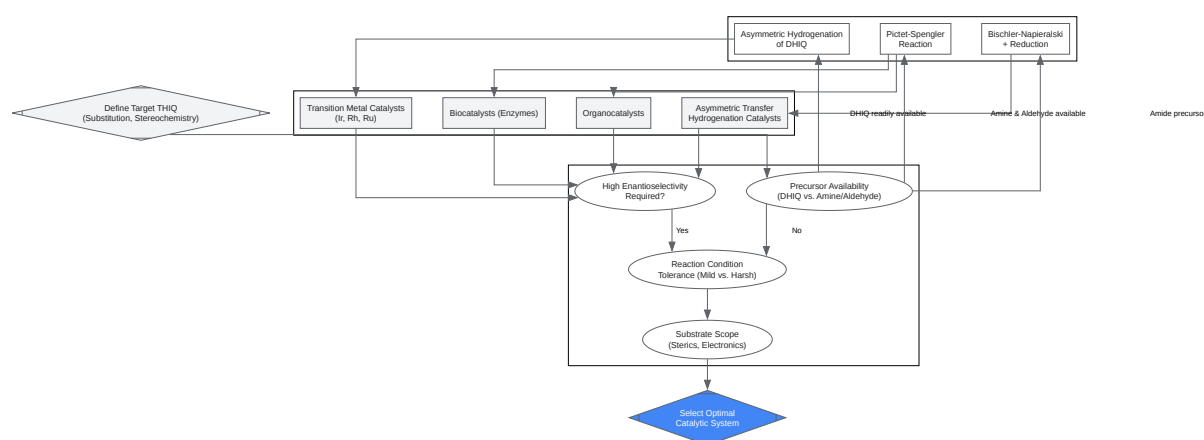 Asymmetric Hydrogenation
of DHIQ
Pictet-Spengler
Reaction
Bischler-Napieralski
+ Reduction
Define Target THIQ
(Substitution, Stereochemistry)
Transition Metal Catalysts
(Ir, Rh, Ru)
Biocatalysts (Enzymes)
Organocatalysts
Asymmetric Transfer
Hydrogenation Catalysts
DHIQ readily available
Amine & Aldehyde available
Amide precurso
High Enantioselectivity
Required?
Precursor Availability
(DHIQ vs. Amine/Aldehyde)
Yes
No
Reaction Condition
Tolerance (Mild vs. Harsh)
Substrate Scope
(Sterics, Electronics)
Select Optimal
Catalytic System